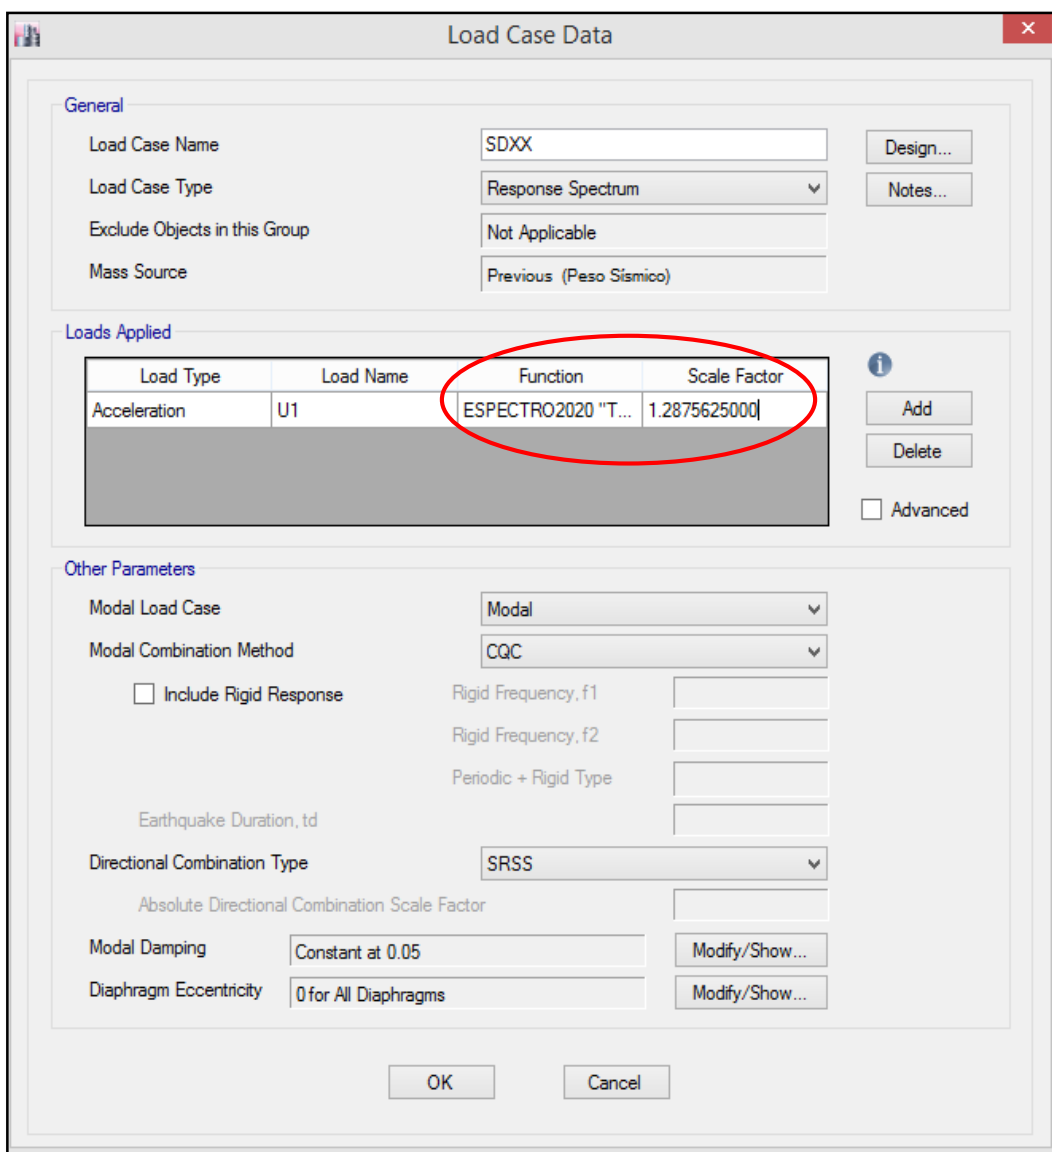 Load Case Data
General
Load Case Name SDXX Design...
Load Case Type Response Spectrum Notes...
Exclude Objects in this Group Not Applicable
Mass Source Previous (Peso Sísmico)
Loads Applied
Load Type Load Name Function Scale Factor
Acceleration U1 ESPECTRO2020 "T... 1.2875625000 Add
Delete
Advanced
Other Parameters
Modal Load Case Modal
Modal Combination Method CQC
Include Rigid Response Rigid Frequency, f1
Rigid Frequency, f2
Periodic + Rigid Type
Earthquake Duration, td
Directional Combination Type SRSS
Absolute Directional Combination Scale Factor
Modal Damping Constant at 0.05 Modify/Show...
Diaphragm Eccentricity 0 for All Diaphragms Modify/Show...
OK Cancel